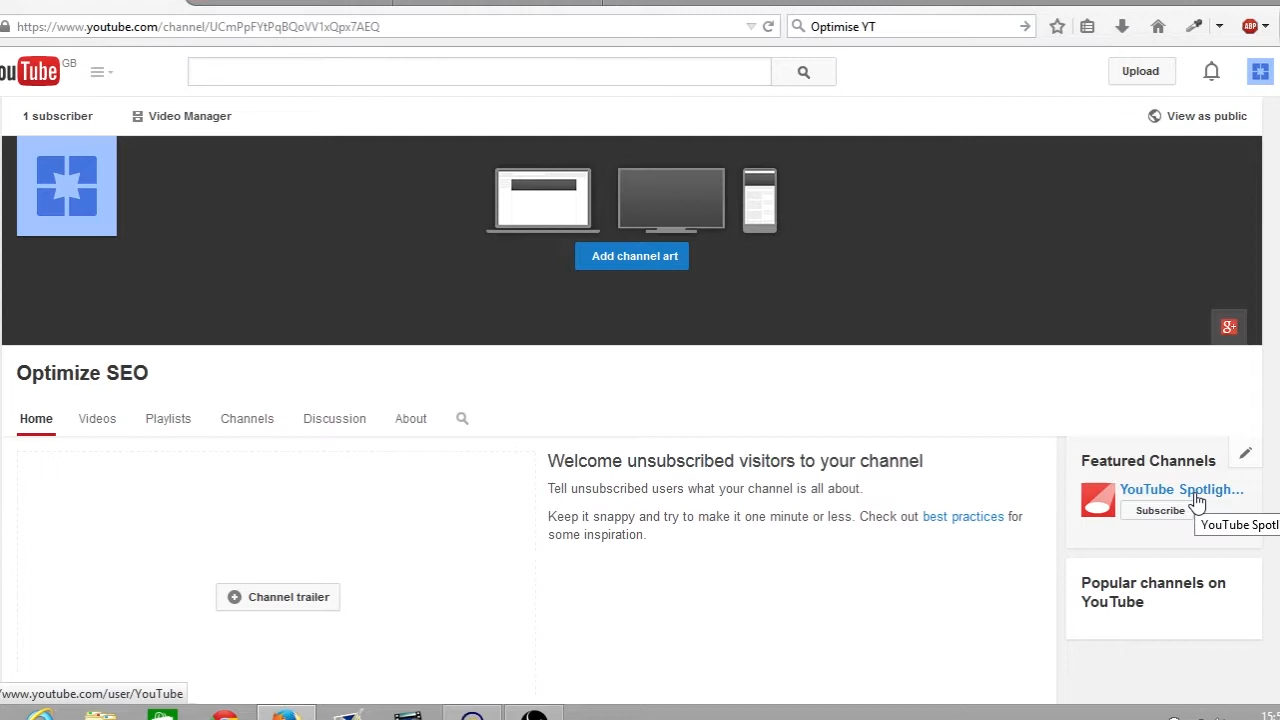 https://www.youtube.com/channel/UCmPpFYtPqBQoVV1xQpx7AEQ
Optimise YT
ABP
ouTube GB
Upload
1 subscriber
Video Manager
View as public
Add channel art
g+
Optimize SEO
Home Videos Playlists Channels Discussion About
Welcome unsubscribed visitors to your channel
Tell unsubscribed users what your channel is all about.
Keep it snappy and try to make it one minute or less. Check out best practices for
some inspiration.
Channel trailer
Featured Channels
YouTube Spotligh...
Subscribe
YouTube Spotl
Popular channels on
YouTube
/www.youtube.com/user/YouTube